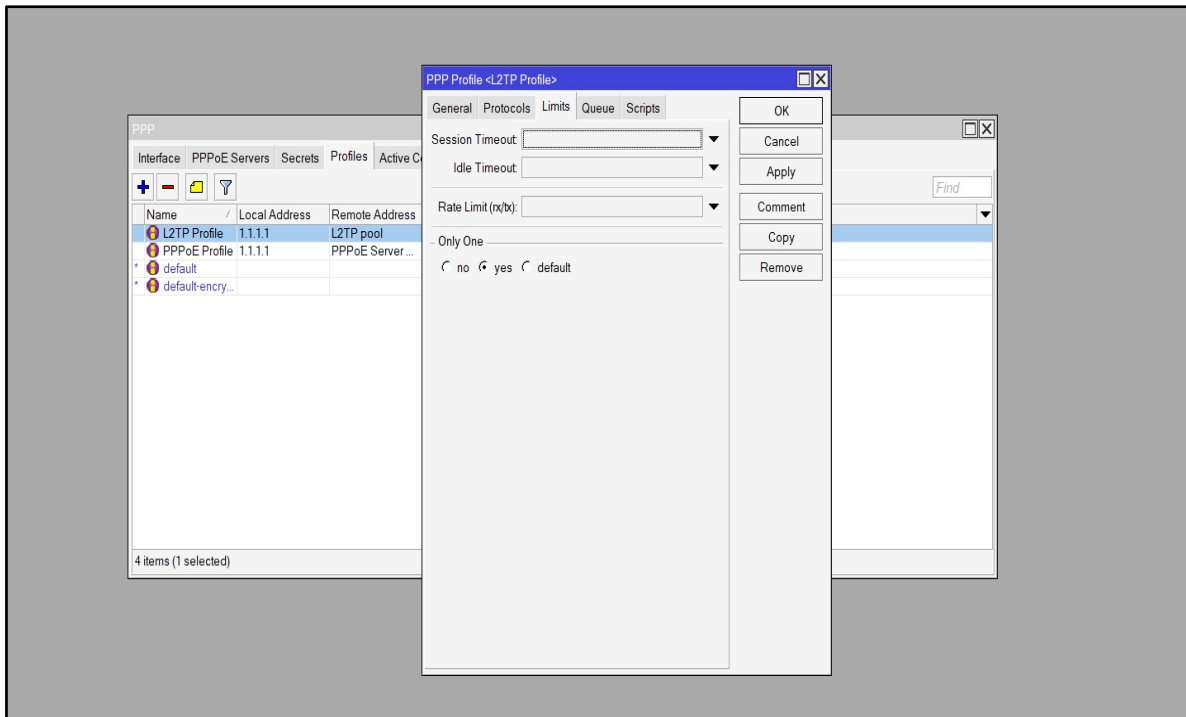 PPP
Interface PPPoE Servers Secrets Profiles Active C
Find
Name / Local Address Remote Address
L2TP Profile 1.1.1.1 L2TP pool
PPPoE Profile 1.1.1.1 PPPoE Server ...
* default
* default-encry...
4 items (1 selected)
PPP Profile <L2TP Profile>
General Protocols Limits Queue Scripts
Session Timeout:
Idle Timeout:
Rate Limit (rx/tx):
Only One
no yes default
OK
Cancel
Apply
Comment
Copy
Remove